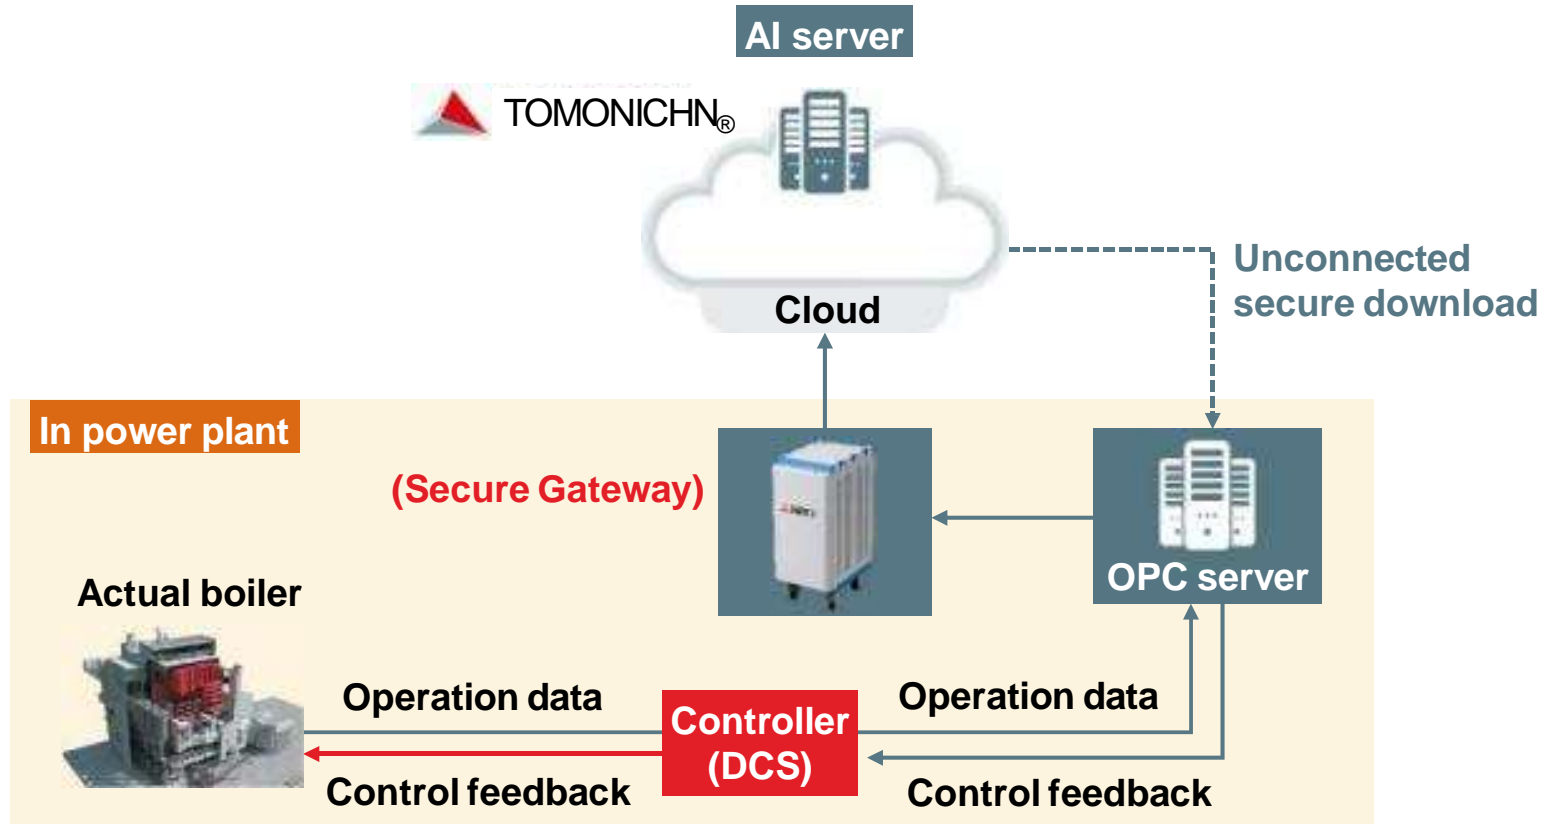 AI server
TOMONICHN®
Cloud
Unconnected
secure download
In power plant
(Secure Gateway)
OPC server
Actual boiler
Operation data
Controller
(DCS)
Operation data
Control feedback
Control feedback